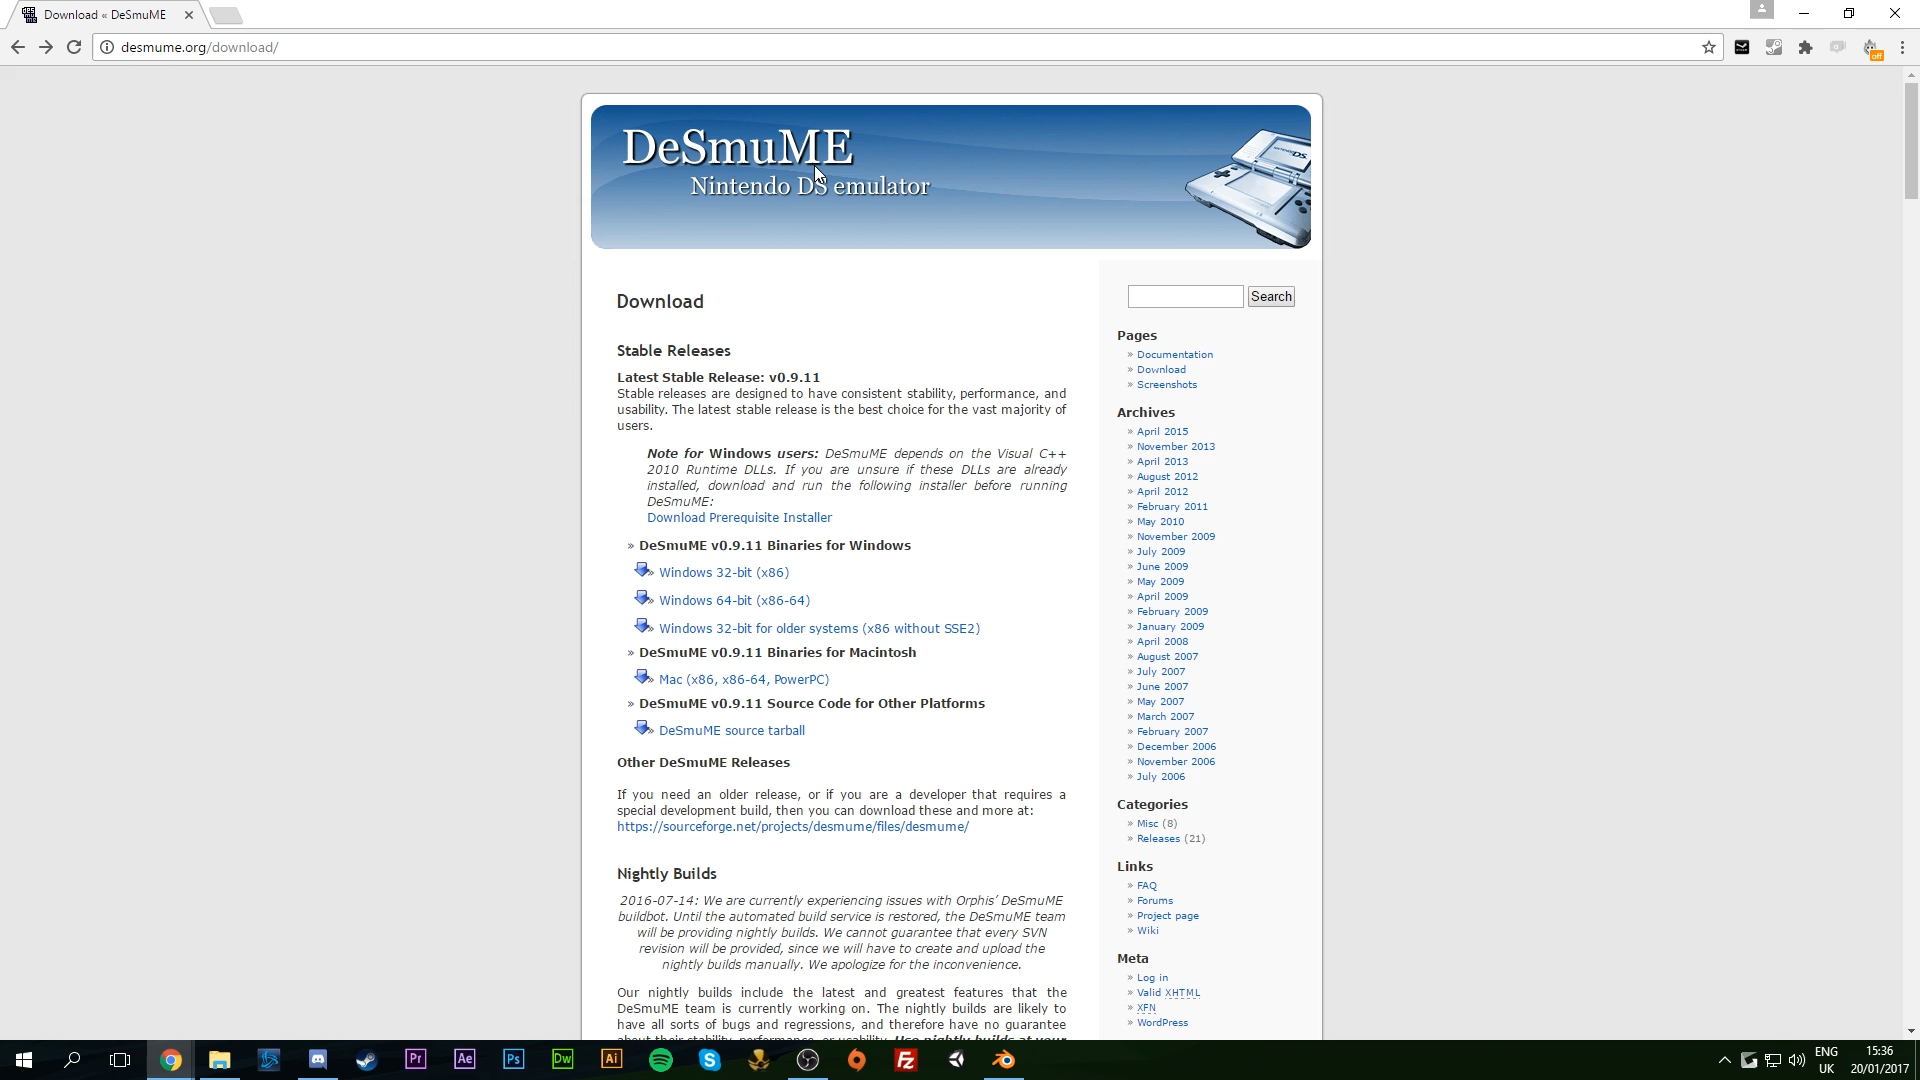 Download « DeSmuME
desmume.org/download/
off
DeSmuME
Nintendo DS emulator
NINTENDO DS
Download
Stable Releases
Latest Stable Release: v0.9.11
Stable releases are designed to have consistent stability, performance, and
usability. The latest stable release is the best choice for the vast majority of
users.
Note for Windows users: DeSmuME depends on the Visual C++
2010 Runtime DLLs. If you are unsure if these DLLs are already
installed, download and run the following installer before running
DeSmuME:
Download Prerequisite Installer
» DeSmuME v0.9.11 Binaries for Windows
» Windows 32-bit (x86)
» Windows 64-bit (x86-64)
» Windows 32-bit for older systems (x86 without SSE2)
» DeSmuME v0.9.11 Binaries for Macintosh
» Mac (x86, x86-64, PowerPC)
» DeSmuME v0.9.11 Source Code for Other Platforms
» DeSmuME source tarball
Other DeSmuME Releases
If you need an older release, or if you are a developer that requires a
special development build, then you can download these and more at:
https://sourceforge.net/projects/desmume/files/desmume/
Nightly Builds
2016-07-14: We are currently experiencing issues with Orphis’ DeSmuME
buildbot. Until the automated build service is restored, the DeSmuME team
will be providing nightly builds. We cannot guarantee that every SVN
revision will be provided, since we will have to create and upload the
nightly builds manually. We apologize for the inconvenience.
Our nightly builds include the latest and greatest features that the
DeSmuME team is currently working on. The nightly builds are likely to
have all sorts of bugs and regressions, and therefore have no guarantee
about their stability, performance, or usability. Use nightly builds at your
Search
Pages
» Documentation
» Download
» Screenshots
Archives
» April 2015
» November 2013
» April 2013
» August 2012
» April 2012
» February 2011
» May 2010
» November 2009
» July 2009
» June 2009
» May 2009
» April 2009
» February 2009
» January 2009
» April 2008
» August 2007
» July 2007
» June 2007
» May 2007
» March 2007
» February 2007
» December 2006
» November 2006
» July 2006
Categories
» Misc (8)
» Releases (21)
Links
» FAQ
» Forums
» Project page
» Wiki
Meta
» Log in
» Valid XHTML
» XFN
» WordPress
Pr
Ae
Ps
Dw
Ai
Fz
ENG
UK
15:36
20/01/2017